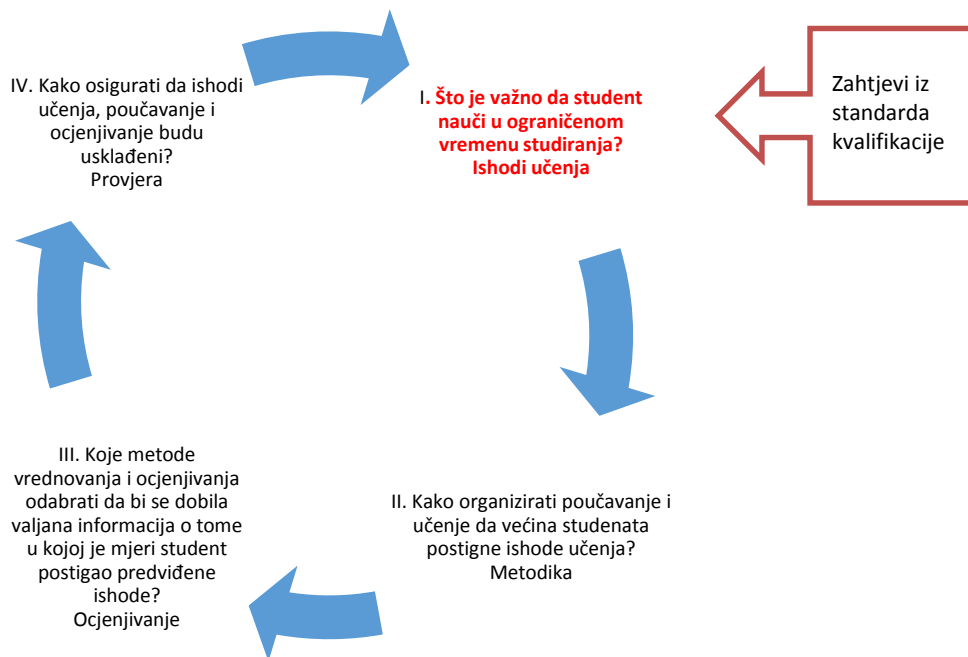 IV. Kako osigurati da ishodi
učenja, poučavanje i
ocjenjivanje budu
usklađeni?
Provjera
I. Što je važno da student
nauči u ograničenom
vremenu studiranja?
Ishodi učenja
Zahtjevi iz
standarda
kvalifikacije
II. Kako organizirati poučavanje i
učenje da većina studenata
postigne ishode učenja?
Metodika
III. Koje metode
vrednovanja i ocjenjivanja
odabrati da bi se dobila
valjana informacija o tome
u kojoj je mjeri student
postigao predviđene
ishode?
Ocjenjivanje